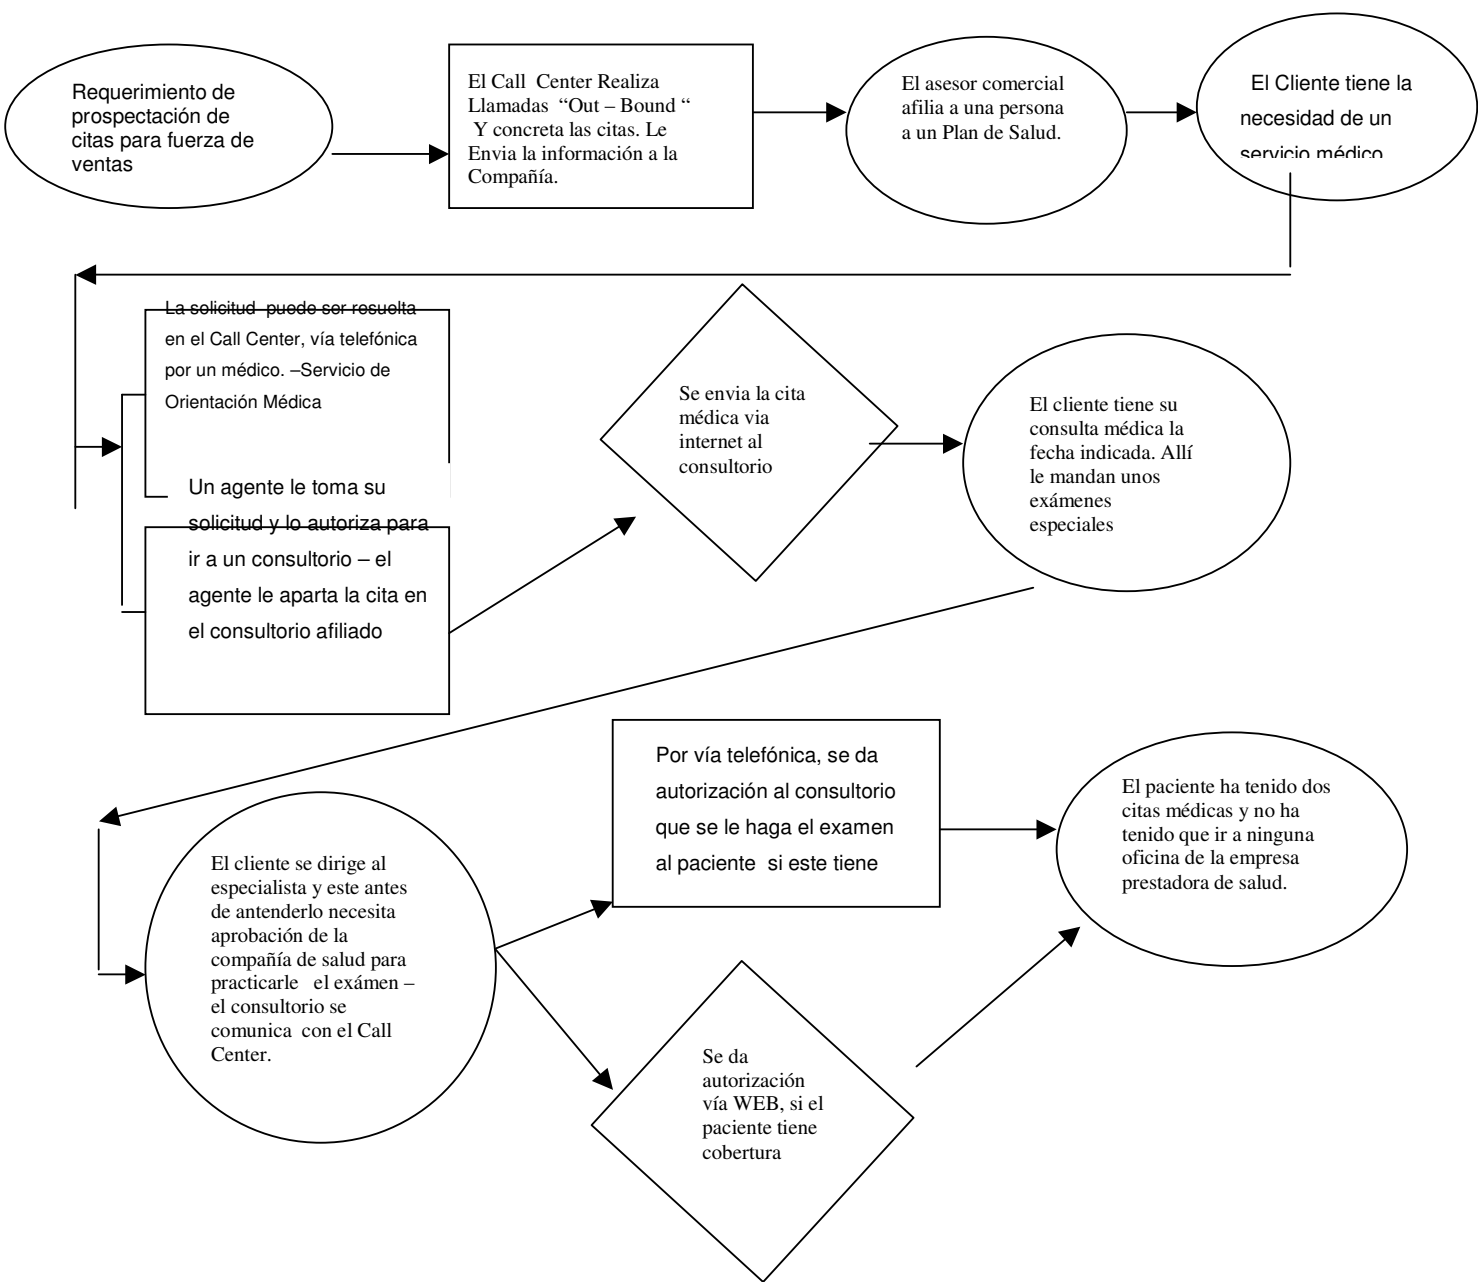 Requerimiento de
prospectación de
citas para fuerza de
ventas
El Call Center Realiza
Llamadas “Out – Bound “
Y concreta las citas. Le
Envia la información a la
Compañía.
El asesor comercial
afilia a una persona
a un Plan de Salud.
El Cliente tiene la
necesidad de un
servicio médico
La solicitud puede ser resuelta
en el Call Center, vía telefónica
por un médico. –Servicio de
Orientación Médica
Un agente le toma su
solicitud y lo autoriza para
ir a un consultorio – el
agente le aparta la cita en
el consultorio afiliado
Se envia la cita
médica via
internet al
consultorio
El cliente tiene su
consulta médica la
fecha indicada. Allí
le mandan unos
exámenes
especiales
El cliente se dirige al
especialista y este antes
de antenderlo necesita
aprobación de la
compañía de salud para
practicarle el exámen –
el consultorio se
comunica con el Call
Center.
Por vía telefónica, se da
autorización al consultorio
que se le haga el examen
al paciente si este tiene
Se da
autorización
vía WEB, si el
paciente tiene
cobertura
El paciente ha tenido dos
citas médicas y no ha
tenido que ir a ninguna
oficina de la empresa
prestadora de salud.